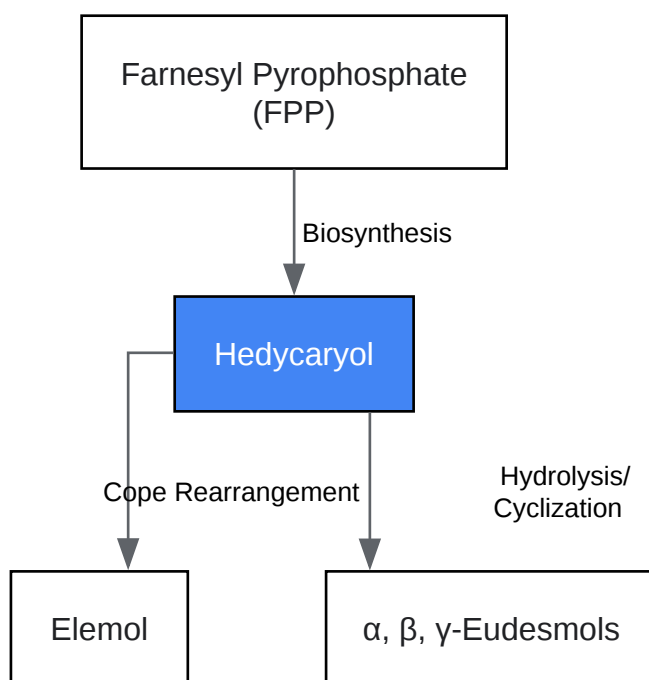 Farnesyl Pyrophosphate
(FPP)
Biosynthesis
Hedycaryol
Cope Rearrangement
Hydrolysis/
Cyclization
Elemol
α, β, γ-Eudesmols